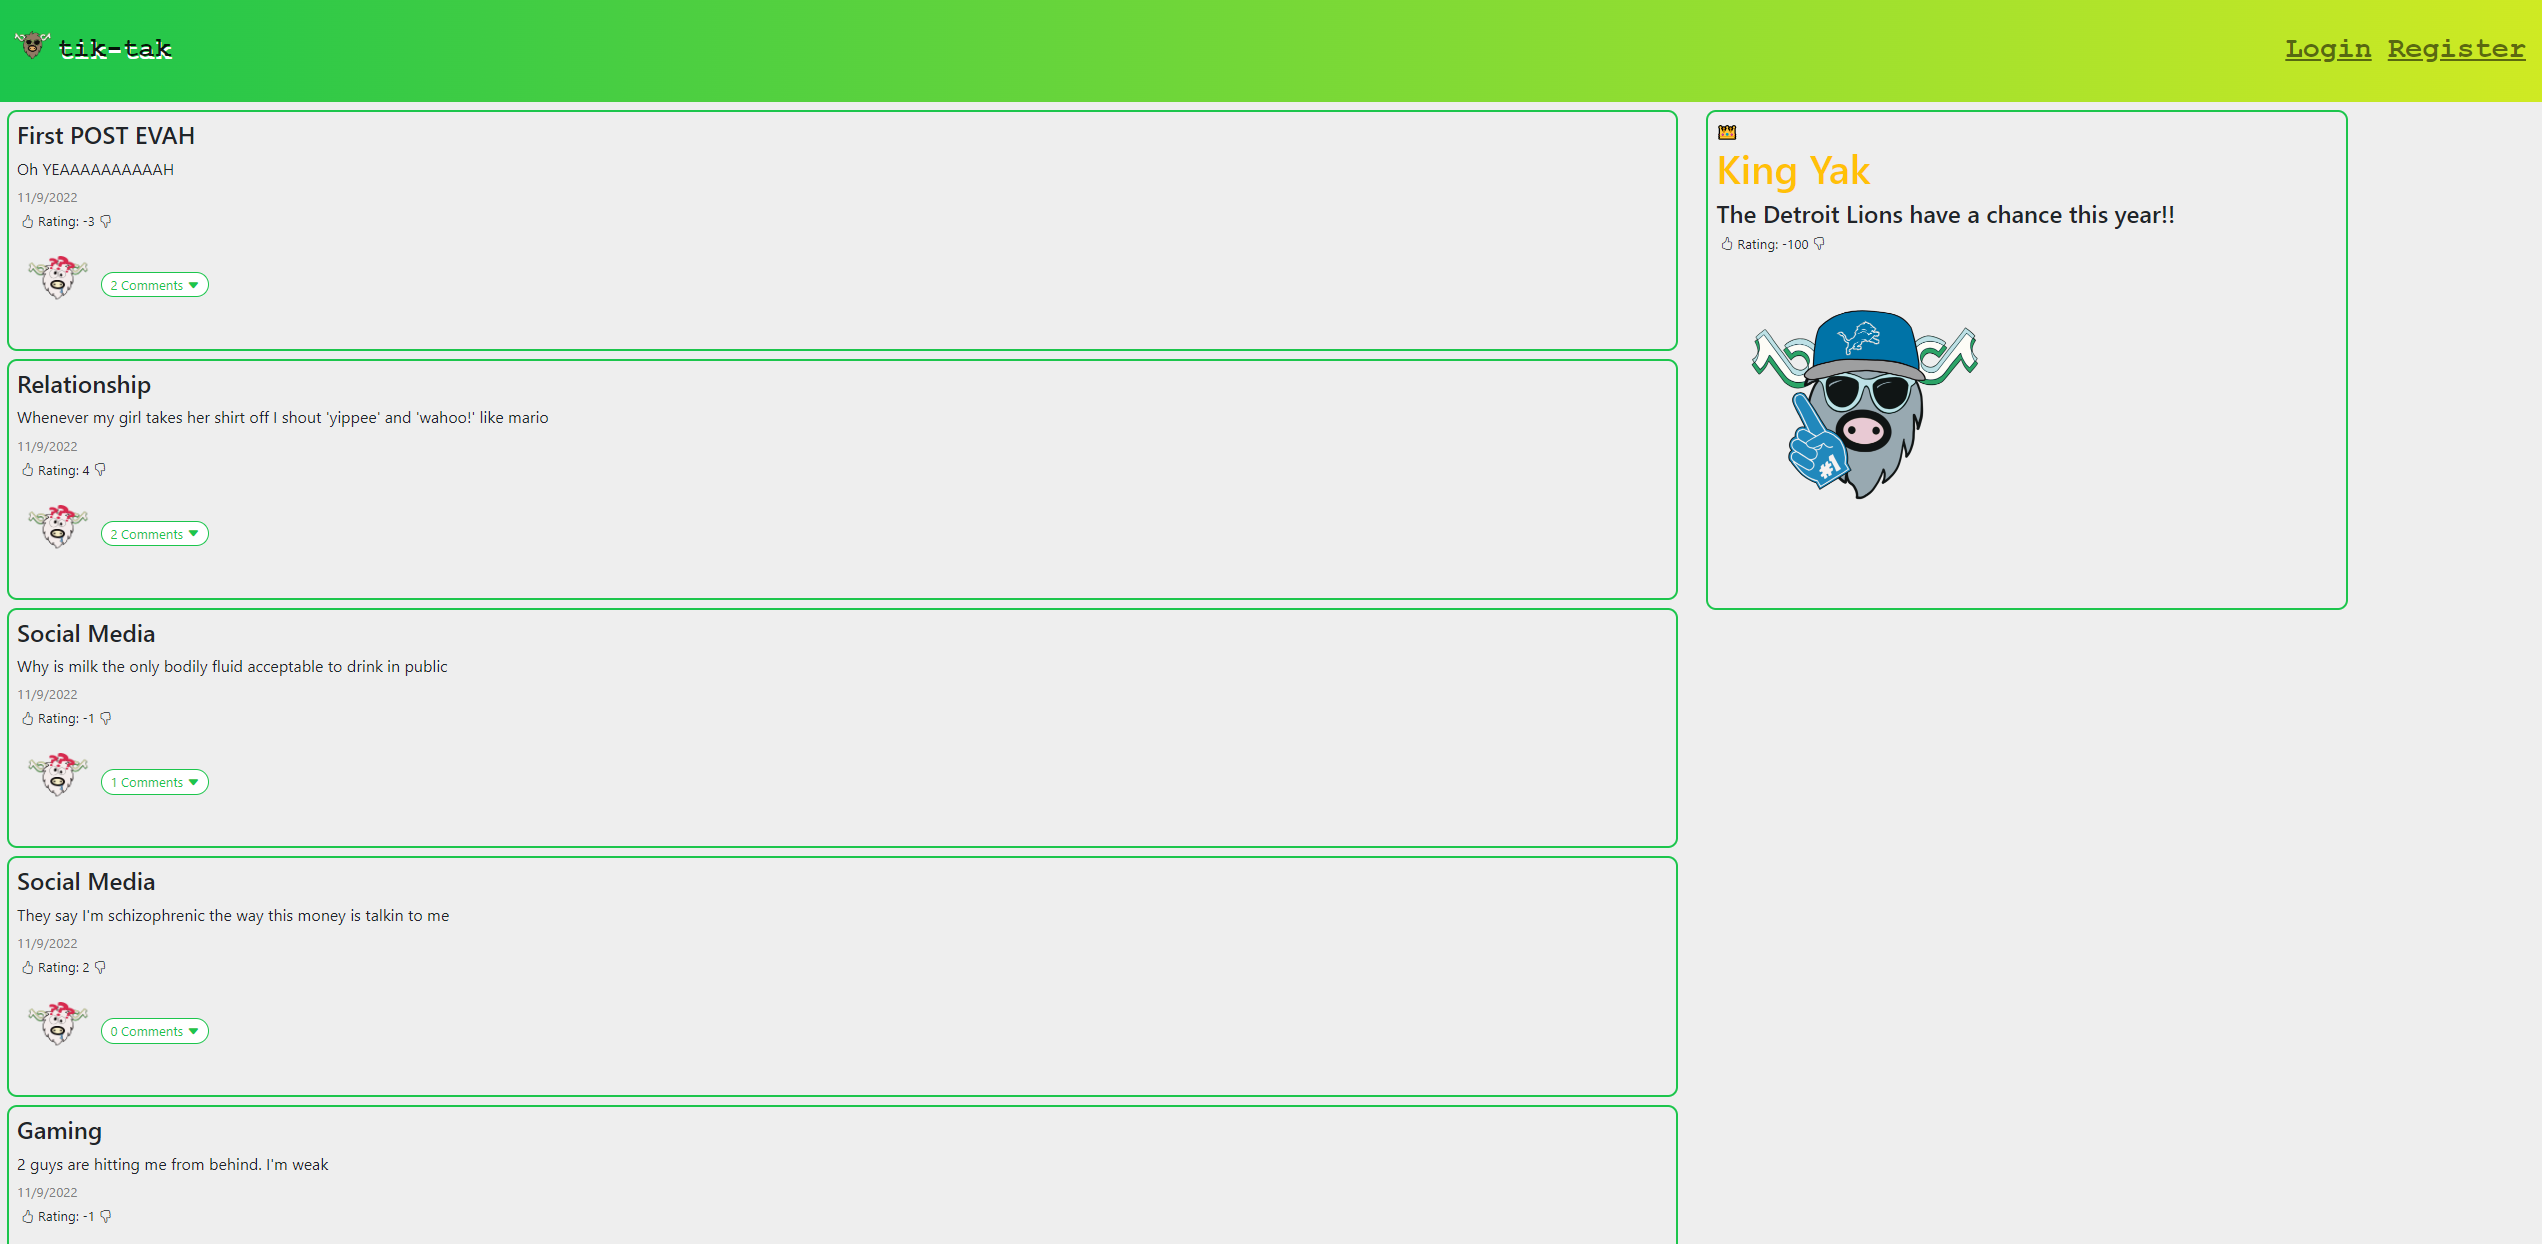 tik-tak
Login Register
First POST EVAH
Oh YEAAAAAAAAAAH
11/9/2022
Rating: -3
2 Comments
Relationship
Whenever my girl takes her shirt off I shout 'yippee' and 'wahoo!' like mario
11/9/2022
Rating: 4
2 Comments
Social Media
Why is milk the only bodily fluid acceptable to drink in public
11/9/2022
Rating: -1
1 Comments
Social Media
They say I'm schizophrenic the way this money is talkin to me
11/9/2022
Rating: 2
0 Comments
Gaming
2 guys are hitting me from behind. I'm weak
11/9/2022
Rating: -1
King Yak
The Detroit Lions have a chance this year!!
Rating: -100
#1